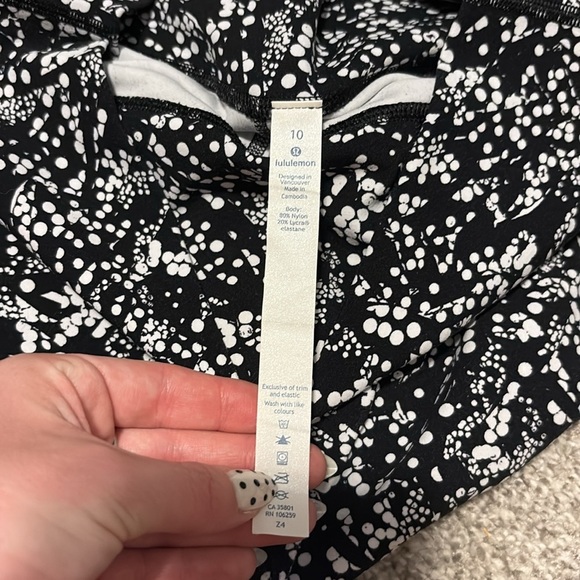 10
lululemon
Designed in
Vancouver
Made in
Cambodia
Body:
80% Nylon
20% Lycra®
elastane
Exclusive of trim
and elastic
Wash with like
colours
CA 35801
RN 106259
Z4